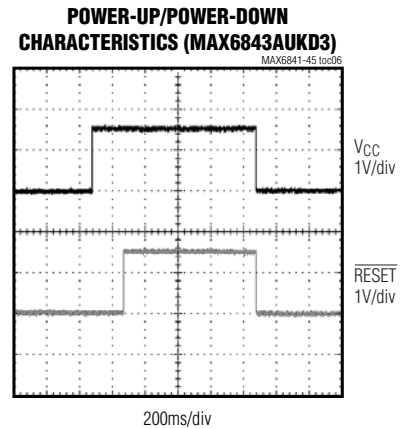 POWER-UP/POWER-DOWN
CHARACTERISTICS (MAX6843AUKD3)
MAX6841-45 toc06
VCC
1V/div
RESET
1V/div
200ms/div